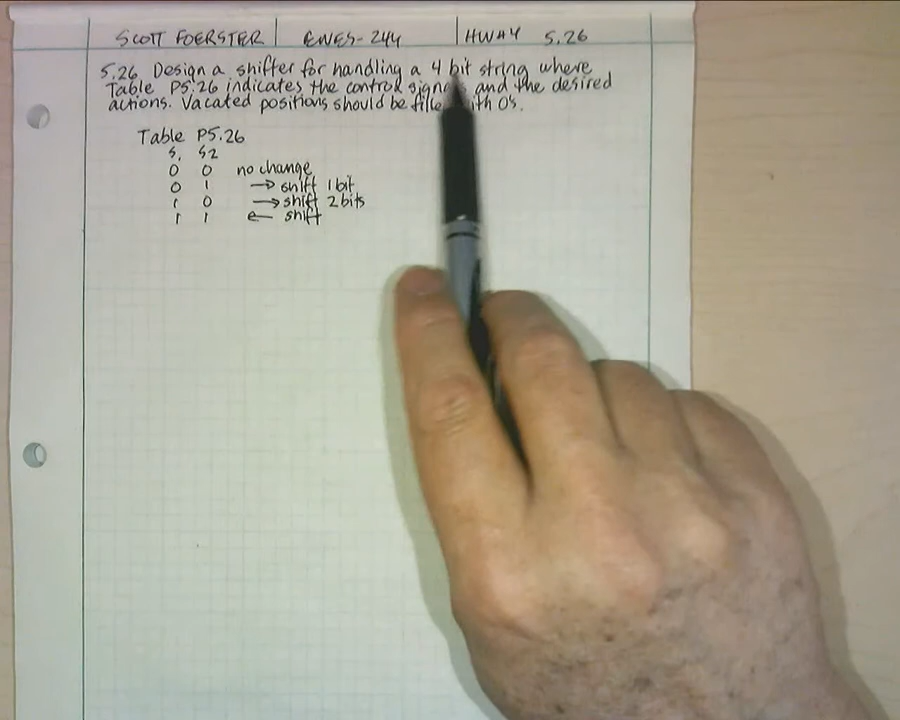 SCOTT FOERSTER ENES-244 HW#4 5.26
5.26 Design a shifter for handling a 4 bit string where
Table P5.26 indicates the control and the desired
actions. Vacated positions should be with 0's.
Table P5.26
S1 S2
0 0 no change
0 1 → shift 1 bit
1 0 → shift 2 bits
1 1 ← shift